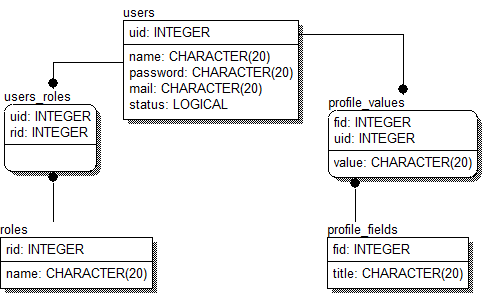 users
uid: INTEGER
name: CHARACTER(20)
password: CHARACTER(20)
mail: CHARACTER(20)
status: LOGICAL
users_roles
uid: INTEGER
rid: INTEGER
profile_values
fid: INTEGER
uid: INTEGER
value: CHARACTER(20)
roles
rid: INTEGER
name: CHARACTER(20)
profile_fields
fid: INTEGER
title: CHARACTER(20)